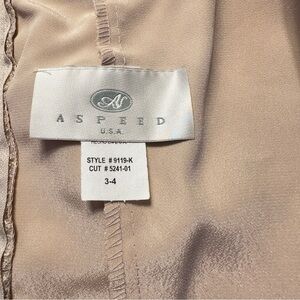 ASPEED
U.S.A.
STYLE # 9119-K
CUT # 5241-01
3-4